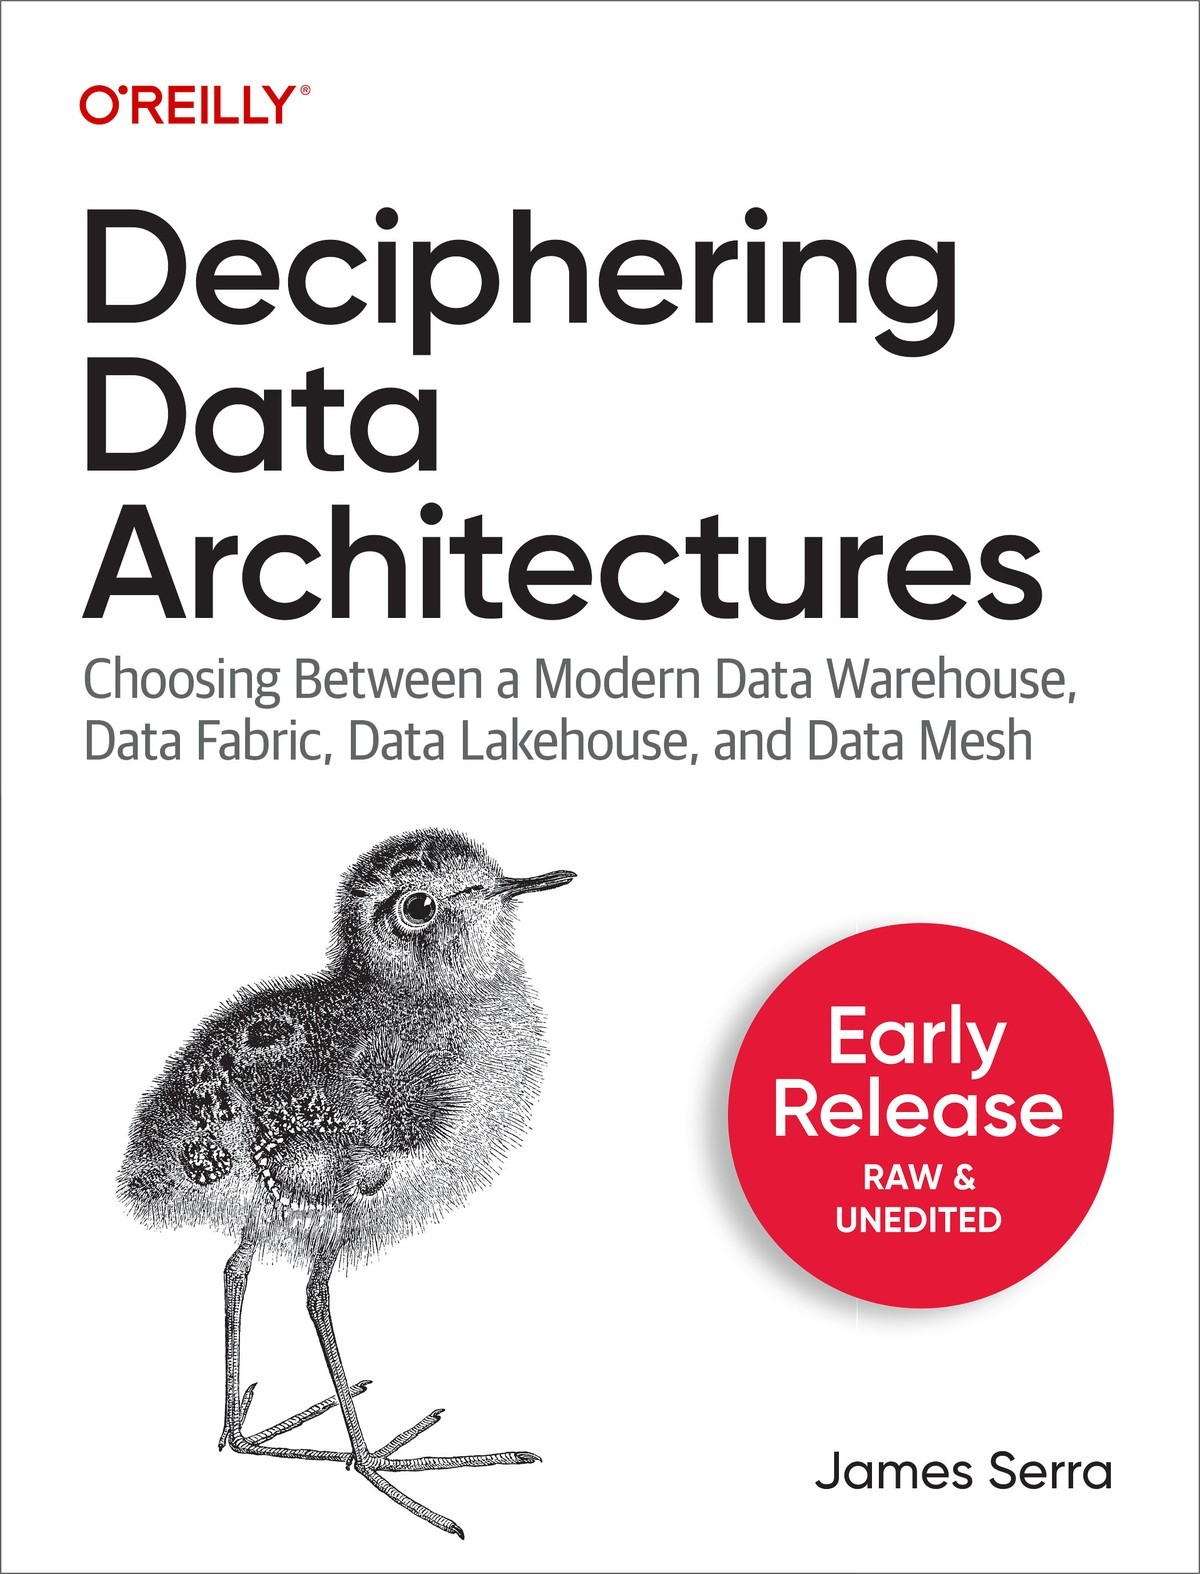 O'REILLY®
Deciphering
Data
Architectures
Choosing Between a Modern Data Warehouse,
Data Fabric, Data Lakehouse, and Data Mesh
Early
Release
RAW &
UNEDITED
James Serra